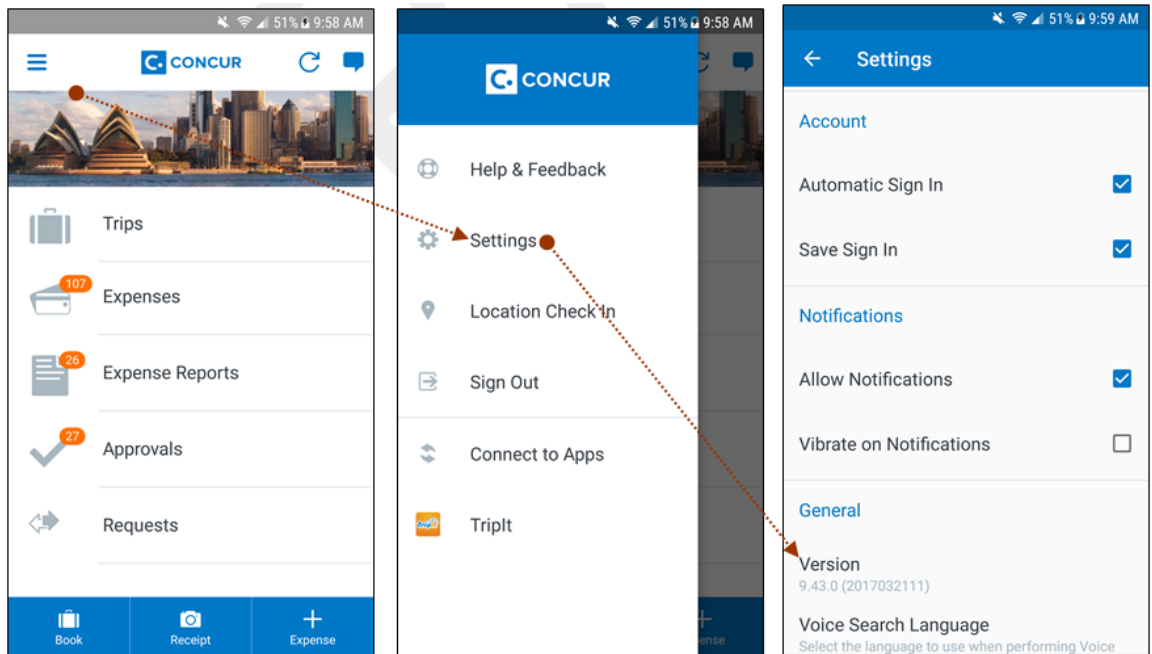 51% 9:58 AM
C. CONCUR
Trips
107
Expenses
26
Expense Reports
27
Approvals
Requests
Book
Receipt
Expense
51% 9:58 AM
C. CONCUR
Help & Feedback
Settings
Location Check In
Sign Out
Connect to Apps
TripIt
51% 9:59 AM
Settings
Account
Automatic Sign In
Save Sign In
Notifications
Allow Notifications
Vibrate on Notifications
General
Version
9.43.0 (2017032111)
Voice Search Language
Select the language to use when performing Voice